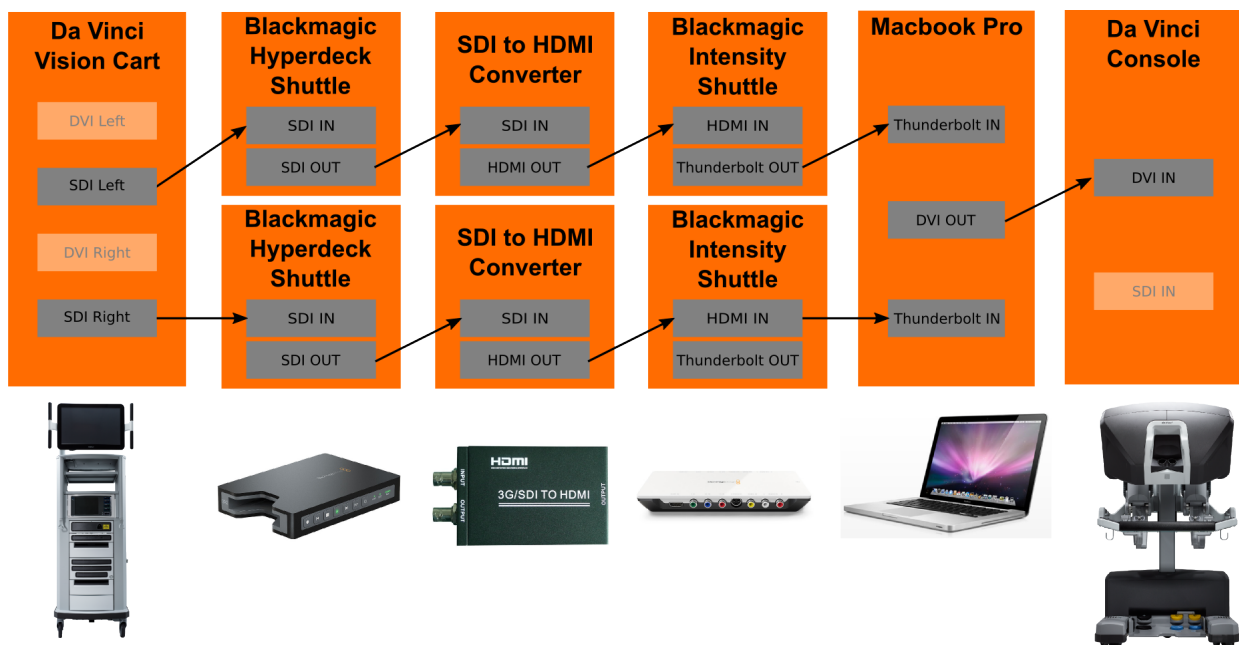 Da Vinci
Vision Cart
DVI Left
SDI Left
DVI Right
SDI Right
Blackmagic
Hyperdeck
Shuttle
SDI IN
SDI OUT
Blackmagic
Hyperdeck
Shuttle
SDI IN
SDI OUT
SDI to HDMI
Converter
SDI IN
HDMI OUT
SDI to HDMI
Converter
SDI IN
HDMI OUT
Blackmagic
Intensity
Shuttle
HDMI IN
Thunderbolt OUT
Blackmagic
Intensity
Shuttle
HDMI IN
Thunderbolt OUT
Macbook Pro
Thunderbolt IN
DVI OUT
Thunderbolt IN
Da Vinci
Console
DVI IN
SDI IN
HDMI
INPUT
OUTPUT
3G/SDI TO HDMI
OUTPUT